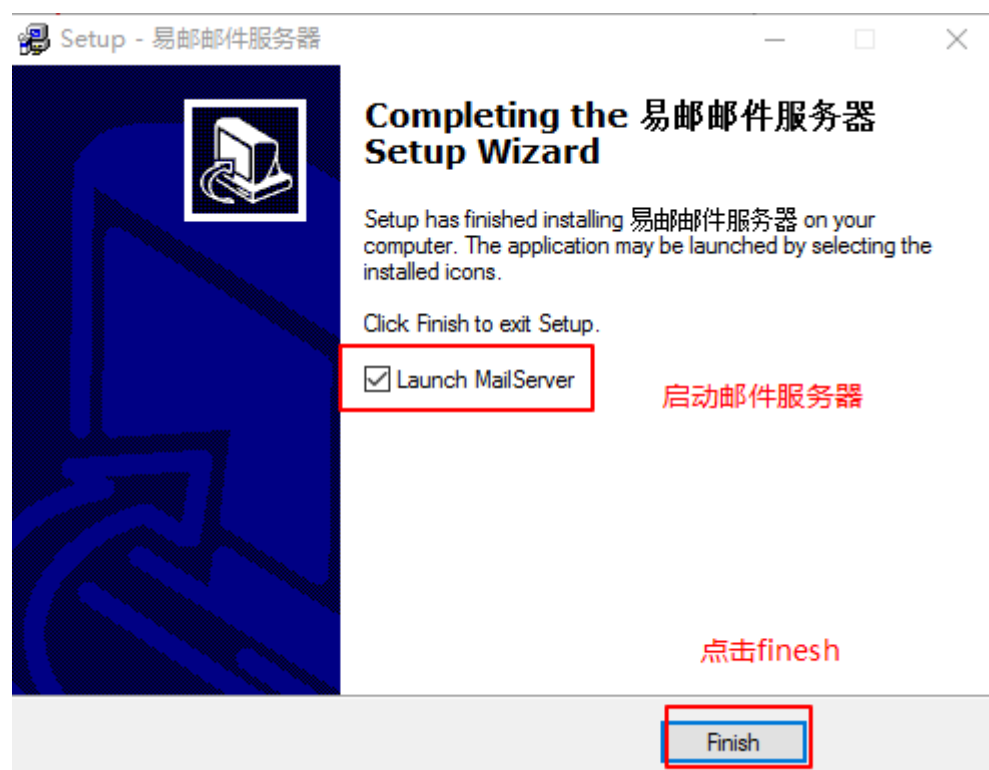 Setup - 易邮邮件服务器
Completing the 易邮邮件服务器
Setup Wizard
Setup has finished installing 易邮邮件服务器 on your
computer. The application may be launched by selecting the
installed icons.
Click Finish to exit Setup.
Launch MailServer
启动邮件服务器
点击finesh
Finish